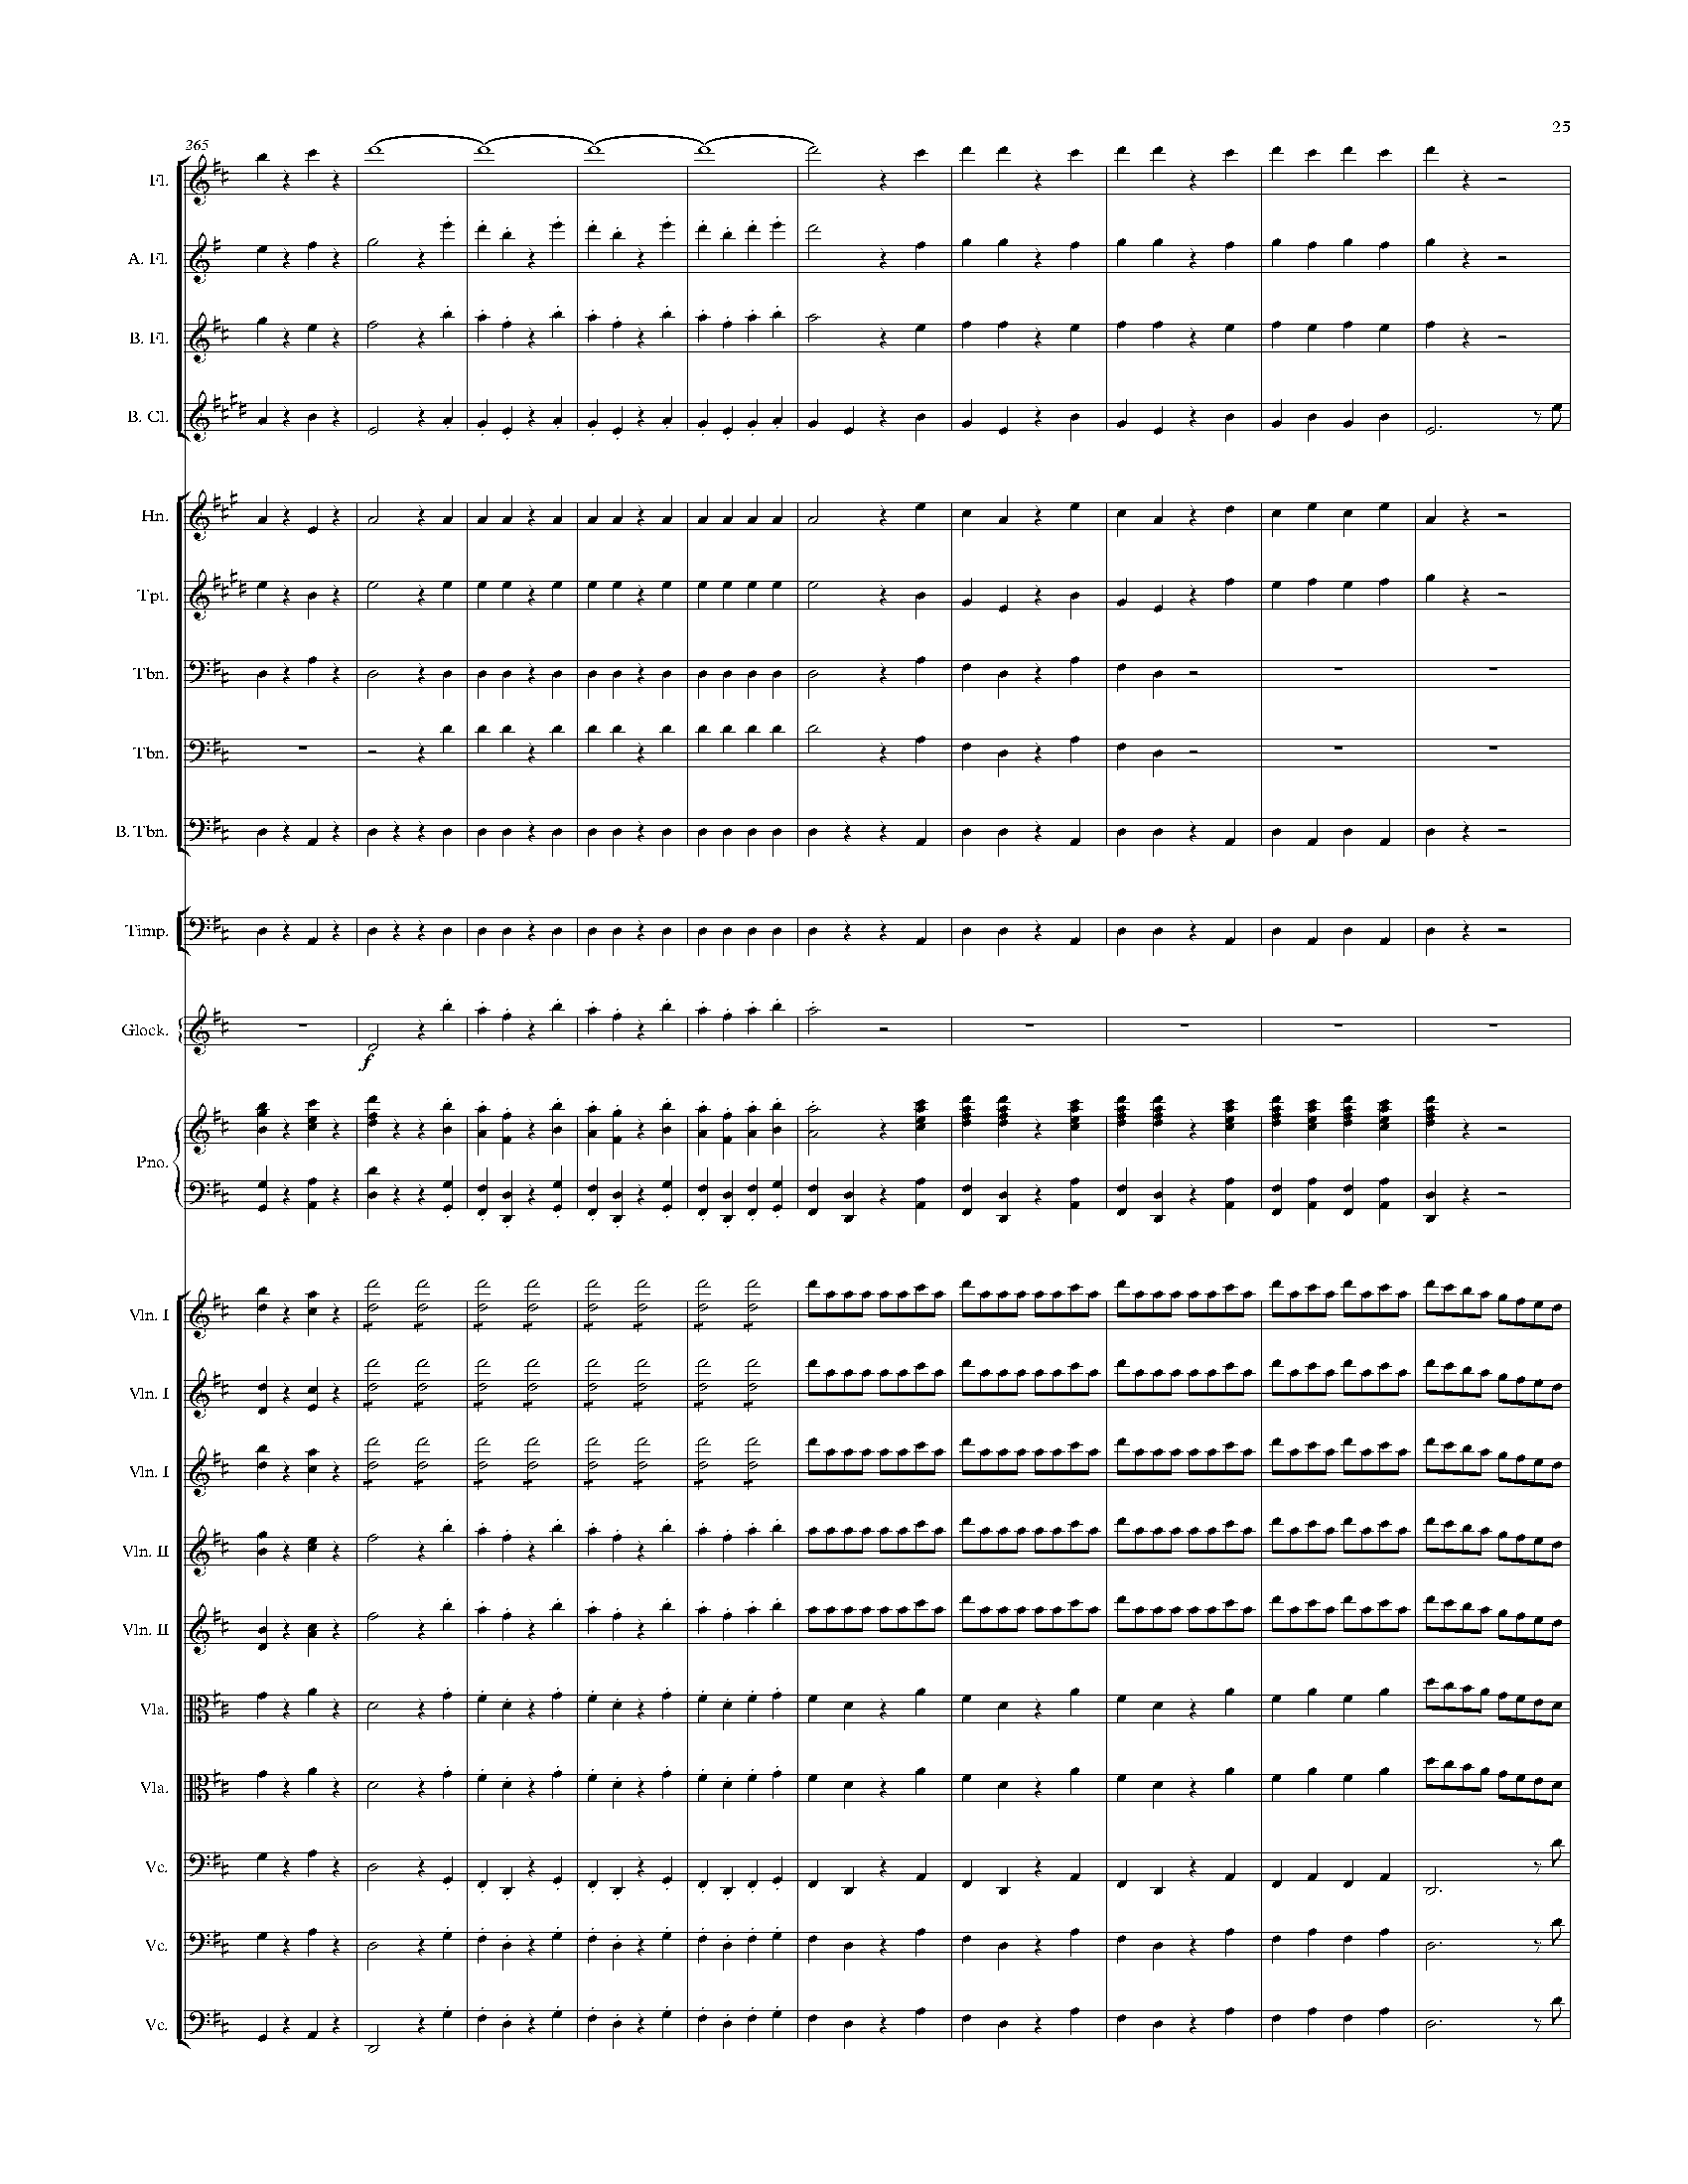 25
265
Fl.
A. Fl.
B. Fl.
B. Cl.
Hn.
Tpt.
Tbn.
Tbn.
B. Tbn.
Timp.
Glock.
f
Pno.
Vln. I
Vln. I
Vln. I
Vln. II
Vln. II
Vla.
Vla.
Vc.
Vc.
Vc.